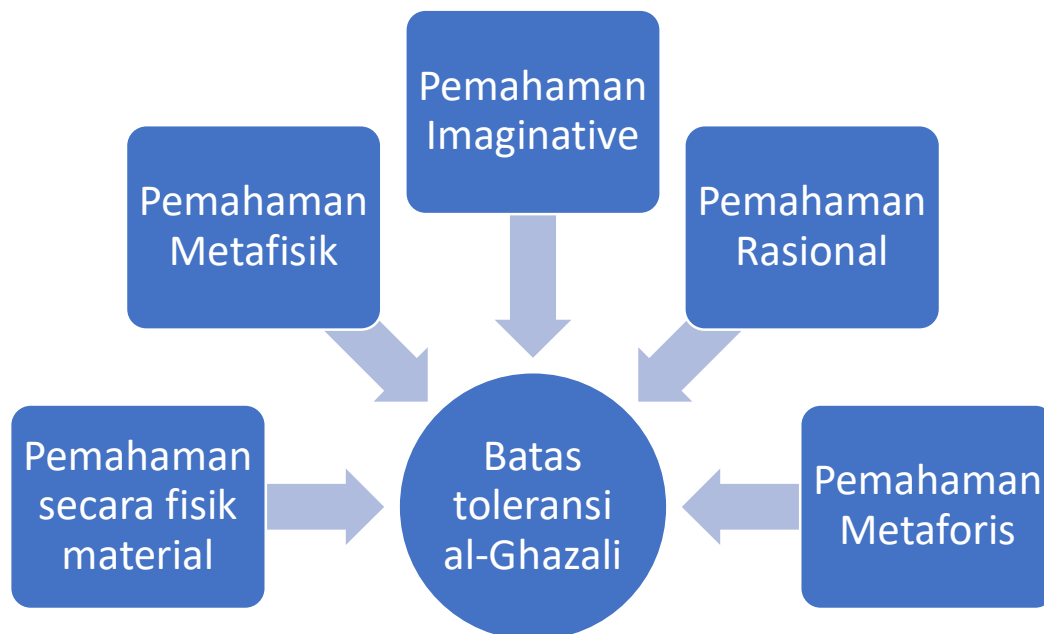 Pemahaman
Imaginative
Pemahaman
Metafisik
Pemahaman
Rasional
Pemahaman
secara fisik
material
Batas
toleransi
al-Ghazali
Pemahaman
Metaforis